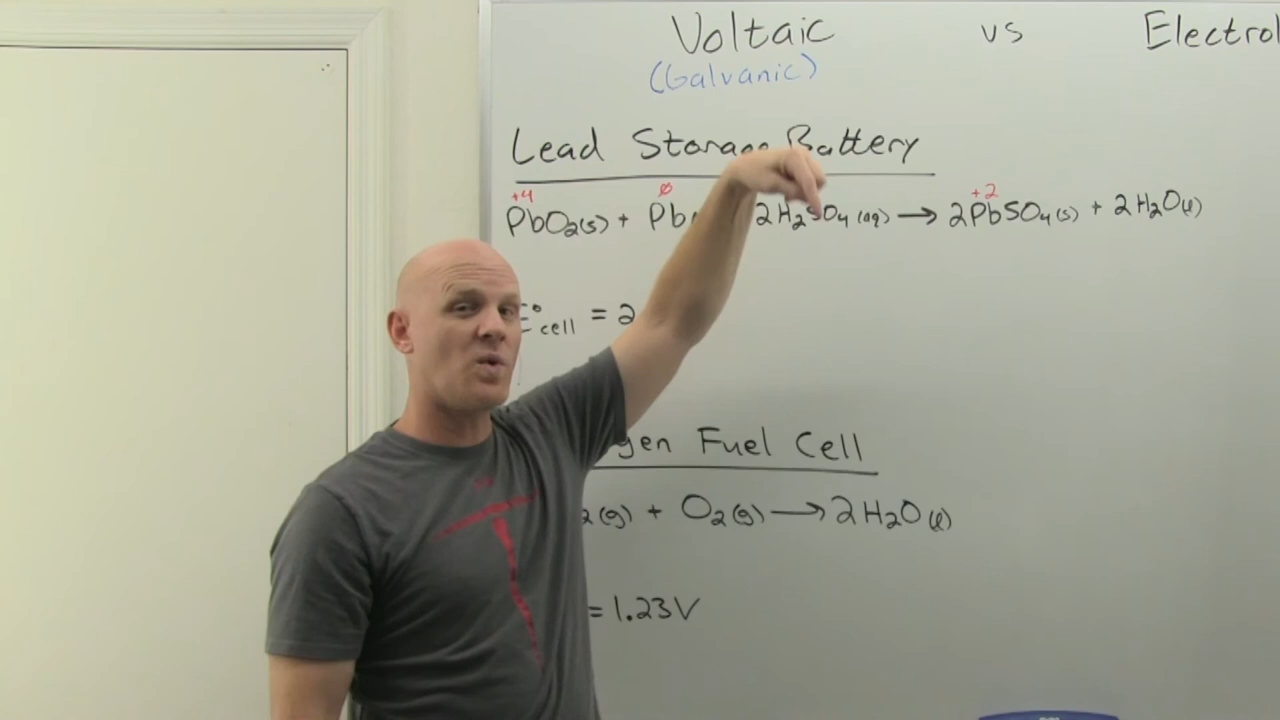 Voltaic vs Electrol
(Galvanic)
Lead Storage Battery
+4 0 +2
PbO₂(s) + Pb 2H₂SO₄(aq) → 2PbSO₄(s) + 2H₂O(l)
E°cell = 2
gen Fuel Cell
₂(g) + O₂(g) → 2H₂O(l)
= 1.23V